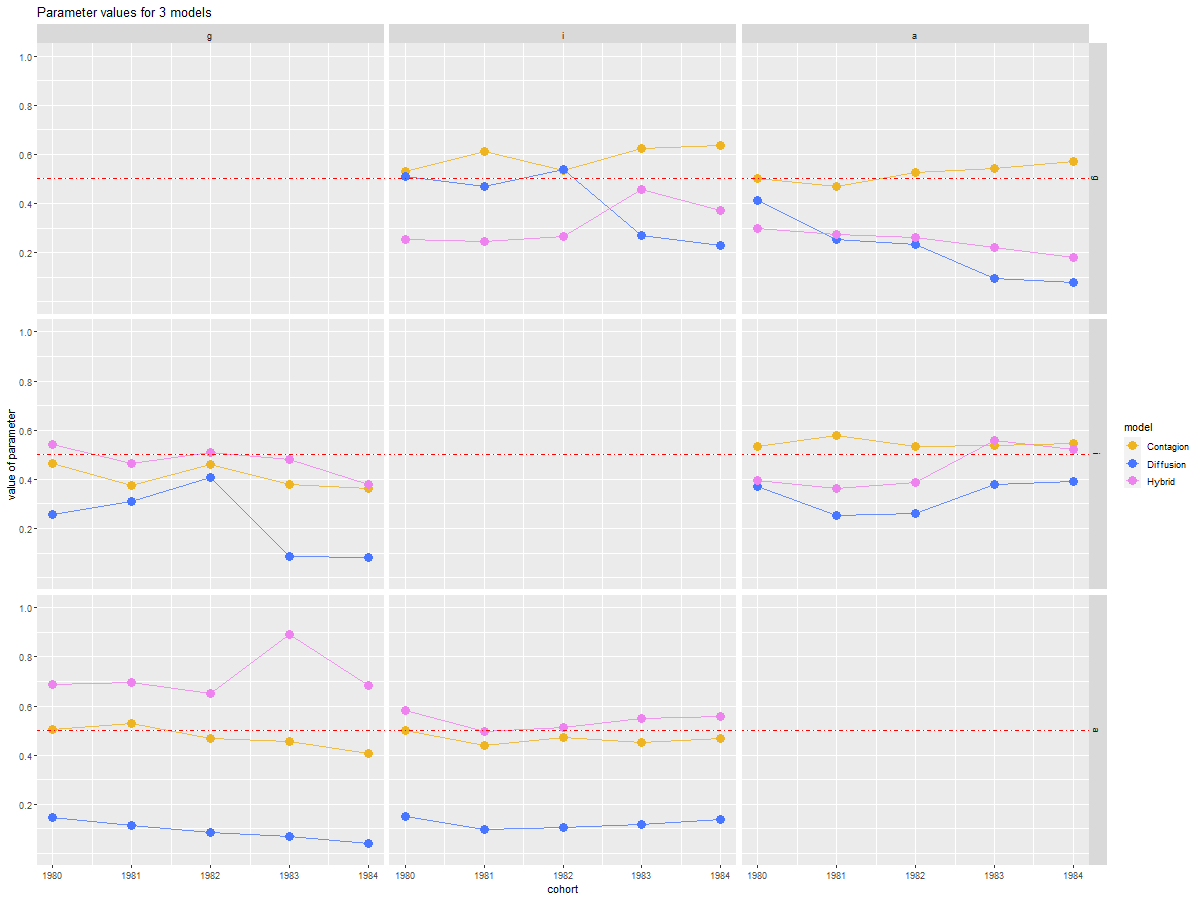 Parameter values for 3 models
g i a
1.0
0.8
0.6
0.4
0.2
g
1.0
0.8
0.6
0.4
0.2
i
1.0
0.8
0.6
0.4
0.2
a
value of parameter
1980 1981 1982 1983 1984 1980 1981 1982 1983 1984 1980 1981 1982 1983 1984
cohort
model
Contagion
Diffusion
Hybrid